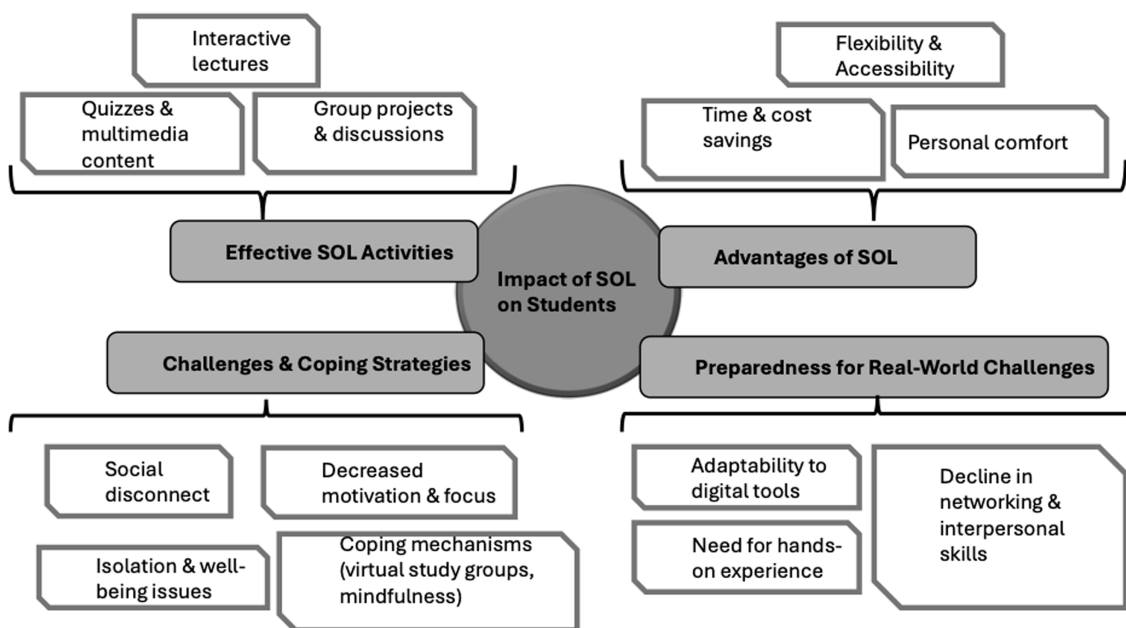 Interactive
lectures
Quizzes &
multimedia
content
Group projects
& discussions
Effective SOL Activities
Flexibility &
Accessibility
Time & cost
savings
Personal comfort
Advantages of SOL
Impact of SOL
on Students
Challenges & Coping Strategies
Social
disconnect
Decreased
motivation & focus
Isolation & well-
being issues
Coping mechanisms
(virtual study groups,
mindfulness)
Preparedness for Real-World Challenges
Adaptability to
digital tools
Need for hands-
on experience
Decline in
networking &
interpersonal
skills